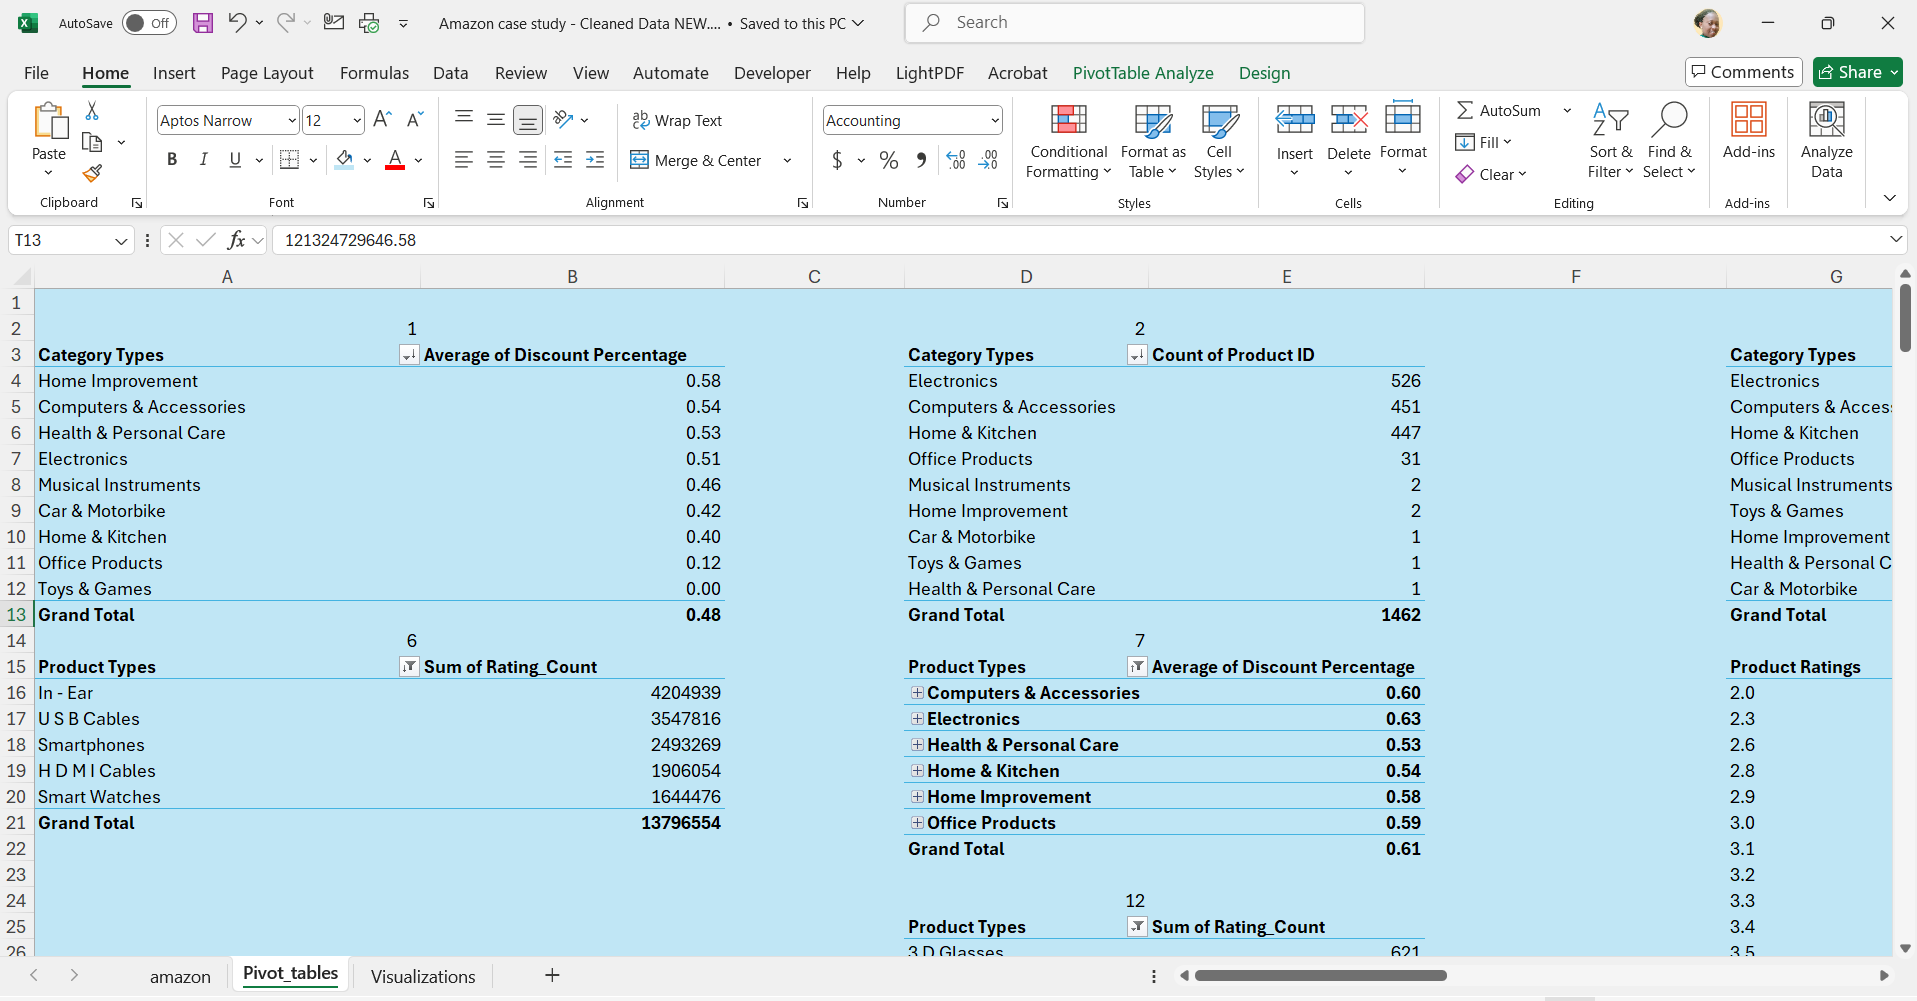 AutoSave Off Amazon case study - Cleaned Data NEW.... • Saved to this PC Search
File Home Insert Page Layout Formulas Data Review View Automate Developer Help LightPDF Acrobat PivotTable Analyze Design Comments Share
Paste
Clipboard
Aptos Narrow 12
B I U
Font
Wrap Text
Merge & Center
Alignment
Accounting
$ %
Number
Conditional Formatting Format as Table Cell Styles
Styles
Insert Delete Format
Cells
AutoSum
Fill
Clear
Sort & Filter Find & Select
Editing
Add-ins
Add-ins
Analyze Data
T13 fx 121324729646.58
A B C D E F G
1
2 1 2
3 Category Types Average of Discount Percentage Category Types Count of Product ID Category Types
4 Home Improvement 0.58 Electronics 526 Electronics
5 Computers & Accessories 0.54 Computers & Accessories 451 Computers & Acces
6 Health & Personal Care 0.53 Home & Kitchen 447 Home & Kitchen
7 Electronics 0.51 Office Products 31 Office Products
8 Musical Instruments 0.46 Musical Instruments 2 Musical Instruments
9 Car & Motorbike 0.42 Home Improvement 2 Toys & Games
10 Home & Kitchen 0.40 Car & Motorbike 1 Home Improvement
11 Office Products 0.12 Toys & Games 1 Health & Personal C
12 Toys & Games 0.00 Health & Personal Care 1 Car & Motorbike
13 Grand Total 0.48 Grand Total 1462 Grand Total
14 6 7
15 Product Types Sum of Rating_Count Product Types Average of Discount Percentage Product Ratings
16 In - Ear 4204939 Computers & Accessories 0.60 2.0
17 U S B Cables 3547816 Electronics 0.63 2.3
18 Smartphones 2493269 Health & Personal Care 0.53 2.6
19 H D M I Cables 1906054 Home & Kitchen 0.54 2.8
20 Smart Watches 1644476 Home Improvement 0.58 2.9
21 Grand Total 13796554 Office Products 0.59 3.0
22 Grand Total 0.61 3.1
23 3.2
24 12 3.3
25 Product Types Sum of Rating_Count 3.4
26 3 D Glasses 621 3.5
amazon Pivot_tables Visualizations